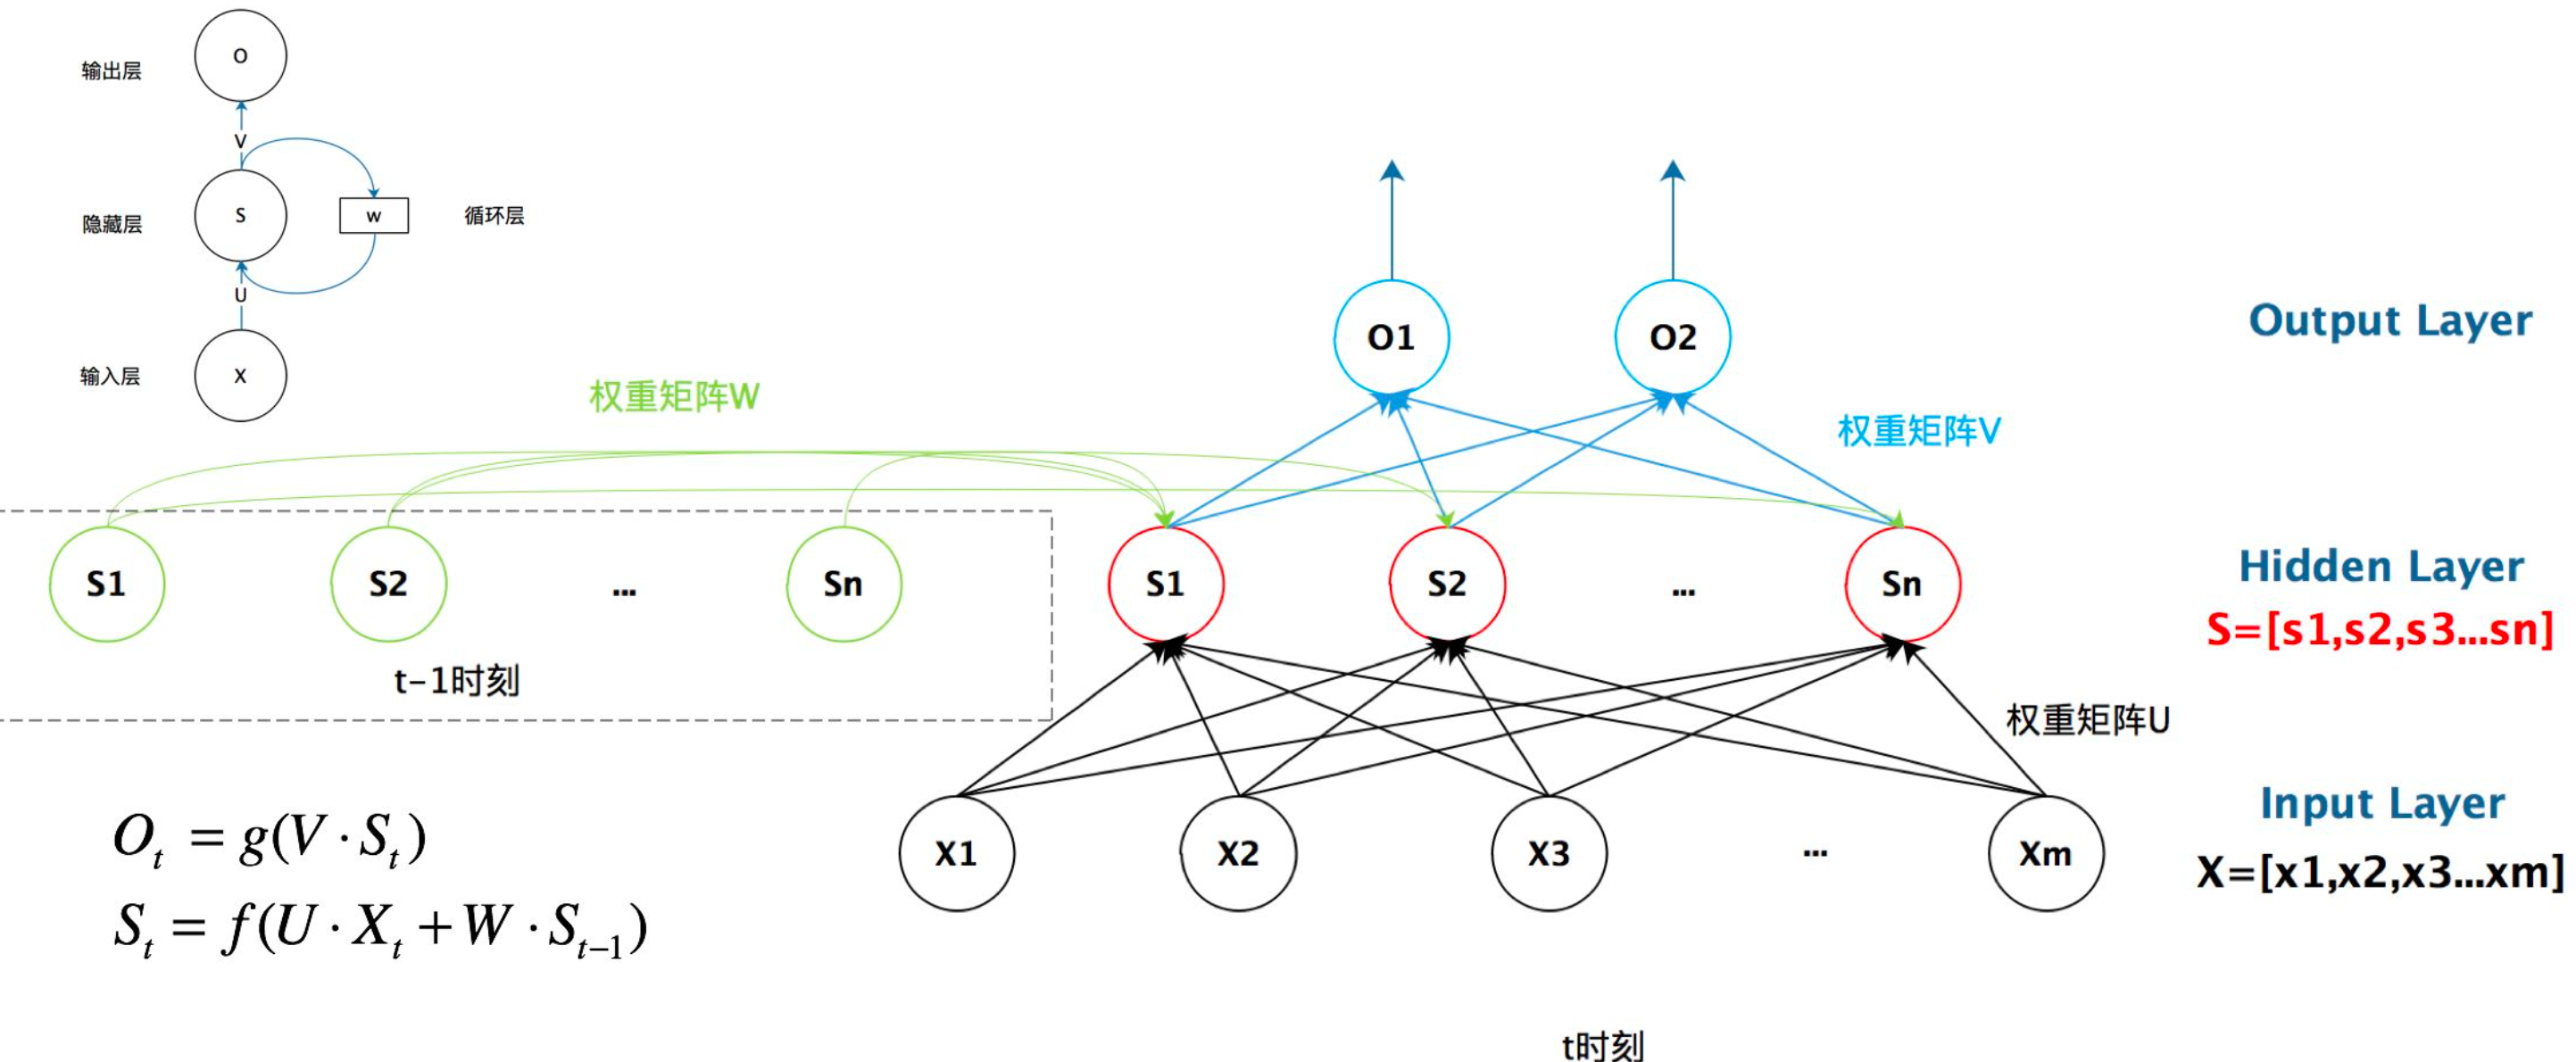 O
输出层
V
S
w
循环层
隐藏层
U
X
输入层
O1
O2
Output Layer
权重矩阵W
权重矩阵V
S1
S2
...
Sn
S1
S2
...
Sn
Hidden Layer
S=[s1,s2,s3...sn]
t-1时刻
权重矩阵U
Input Layer
X1
X2
X3
...
Xm
X=[x1,x2,x3...xm]
O_t = g(V · S_t)
S_t = f(U · X_t + W · S_{t-1})
t时刻